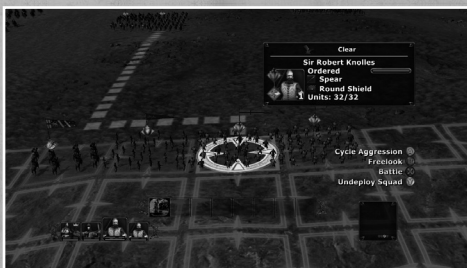 Clear
Sir Robert Knolles
Ordered
Spear
Round Shield
-1 Units: 32/32
Cycle Aggression
Freelook
Battle
Undeploy Squad